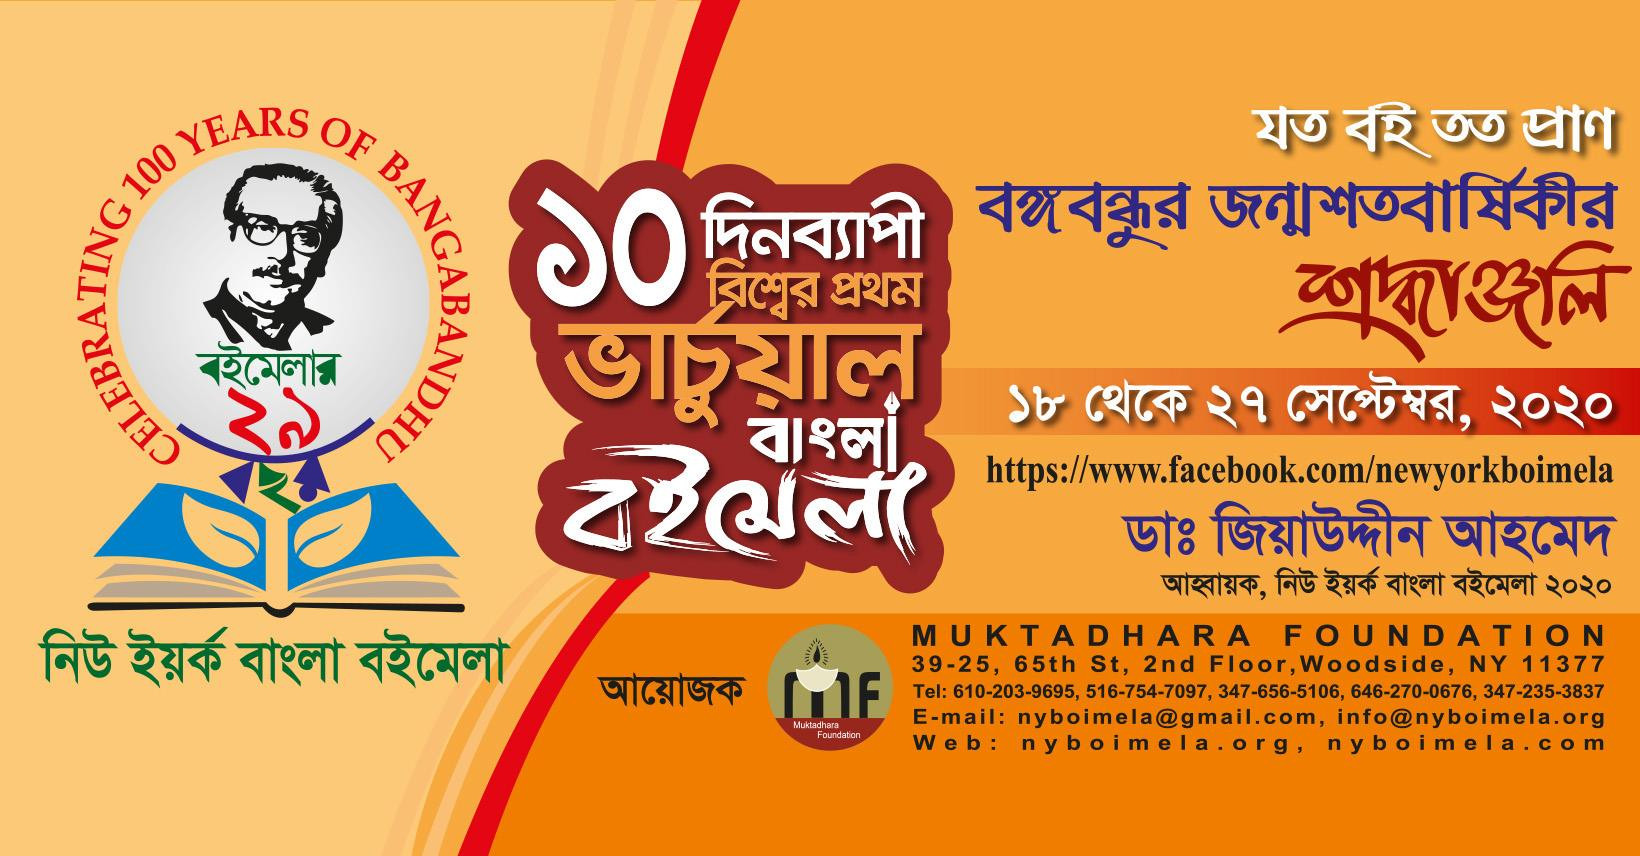 CELEBRATING 100 YEARS OF BANGABANDHU
বইমেলার
২৯
নিউ ইয়র্ক বাংলা বইমেলা
১০ দিনব্যাপী
বিশ্বের প্রথম
ভার্চুয়াল
বাংলা
বইমেলা
যত বই তত প্রাণ
বঙ্গবন্ধুর জন্মশতবার্ষিকীর
শ্রদ্ধাঞ্জলি
১৮ থেকে ২৭ সেপ্টেম্বর, ২০২০
https://www.facebook.com/newyorkboimela
ডাঃ জিয়াউদ্দীন আহমেদ
আহ্বায়ক, নিউ ইয়র্ক বাংলা বইমেলা ২০২০
আয়োজক
MF
Muktadhara
Foundation
MUKTADHARA FOUNDATION
39-25, 65th St, 2nd Floor,Woodside, NY 11377
Tel: 610-203-9695, 516-754-7097, 347-656-5106, 646-270-0676, 347-235-3837
E-mail: nyboimela@gmail.com, info@nyboimela.org
Web: nyboimela.org, nyboimela.com